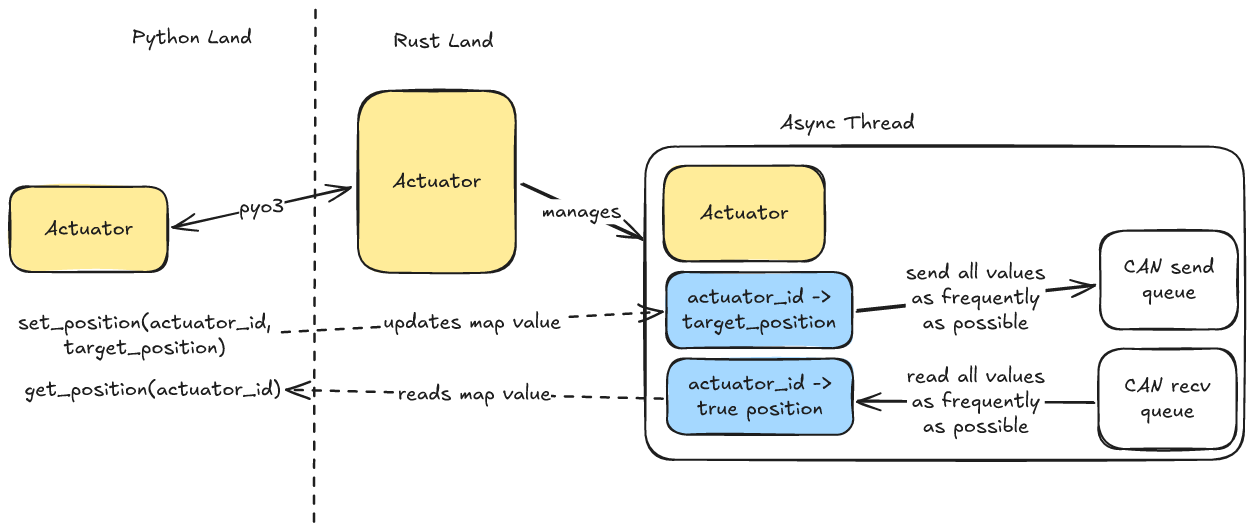 Python Land
Rust Land
Async Thread
Actuator
pyo3
Actuator
manages
Actuator
actuator_id ->
target_position
send all values
as frequently
as possible
CAN send
queue
set_position(actuator_id,
target_position)
updates map value
get_position(actuator_id)
reads map value
actuator_id ->
true position
read all values
as frequently
as possible
CAN recv
queue